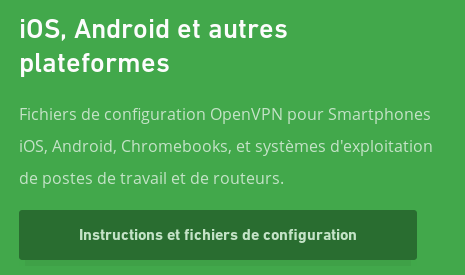 iOS, Android et autres
plateformes
Fichiers de configuration OpenVPN pour Smartphones
iOS, Android, Chromebooks, et systèmes d'exploitation
de postes de travail et de routeurs.
Instructions et fichiers de configuration